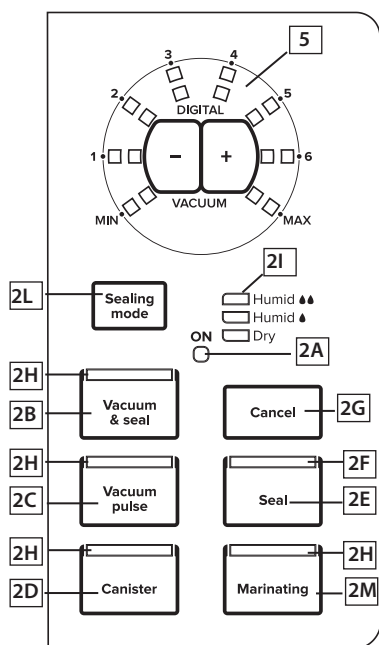 5
3 4
2 5
DIGITAL
1 - + 6
VACUUM
MIN MAX
2I
2L
Sealing
mode
Humid
Humid
Dry
ON
2A
2H
2B
Vacuum
& seal
Cancel
2G
2H
2C
Vacuum
pulse
2F
Seal
2E
2H
2D
Canister
2H
Marinating
2M